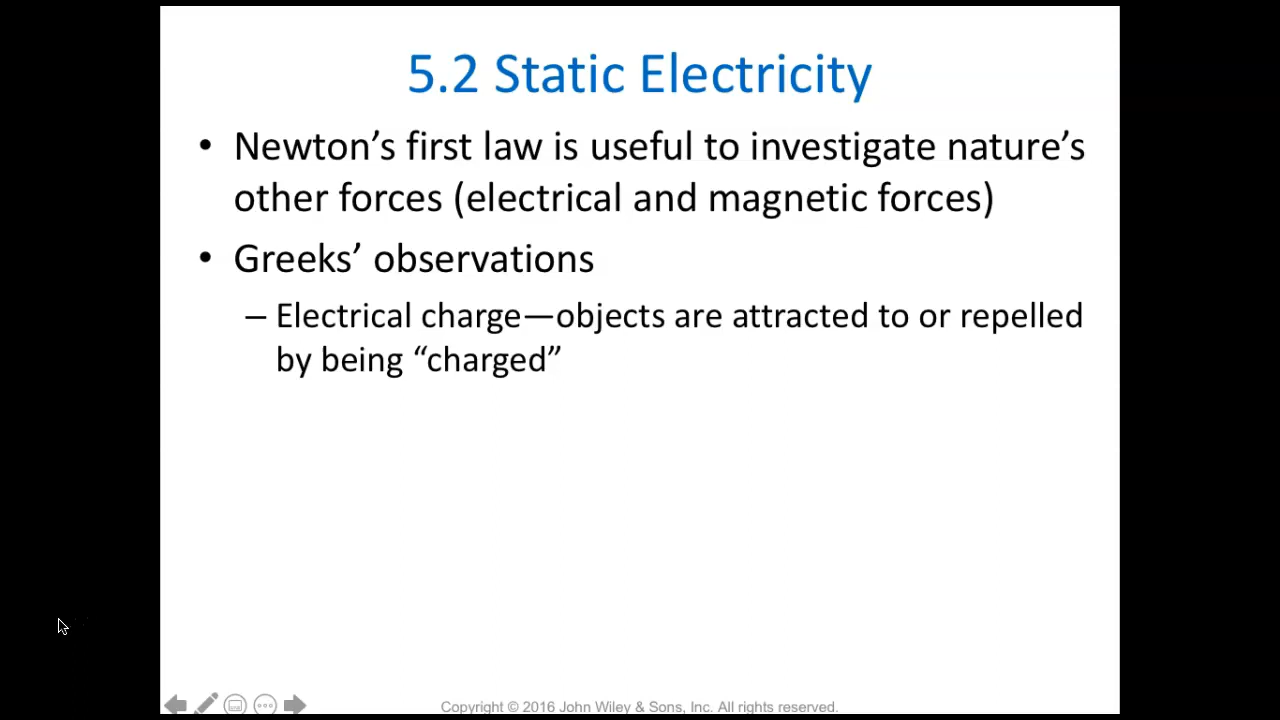 5.2 Static Electricity
• Newton’s first law is useful to investigate nature’s
other forces (electrical and magnetic forces)
• Greeks’ observations
– Electrical charge—objects are attracted to or repelled
by being “charged”
Copyright © 2016 John Wiley & Sons, Inc. All rights reserved.